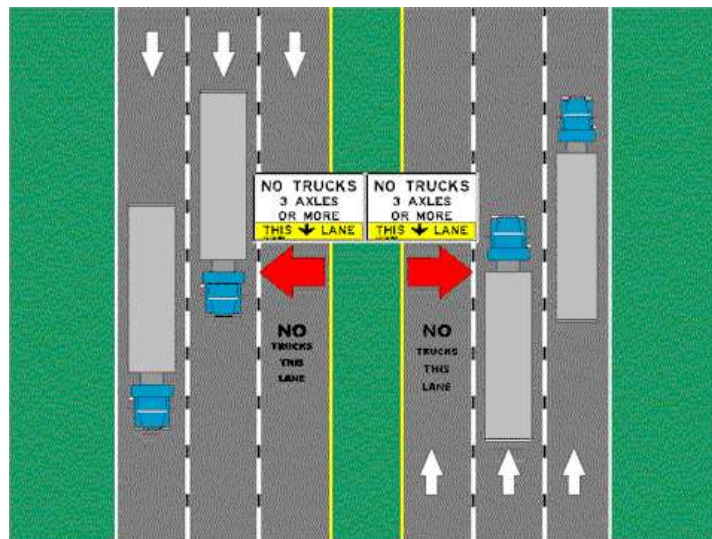 NO TRUCKS
3 AXLES
OR MORE
THIS LANE
NO TRUCKS
3 AXLES
OR MORE
THIS LANE
NO
TRUCKS
THIS
LANE
NO
TRUCKS
THIS
LANE